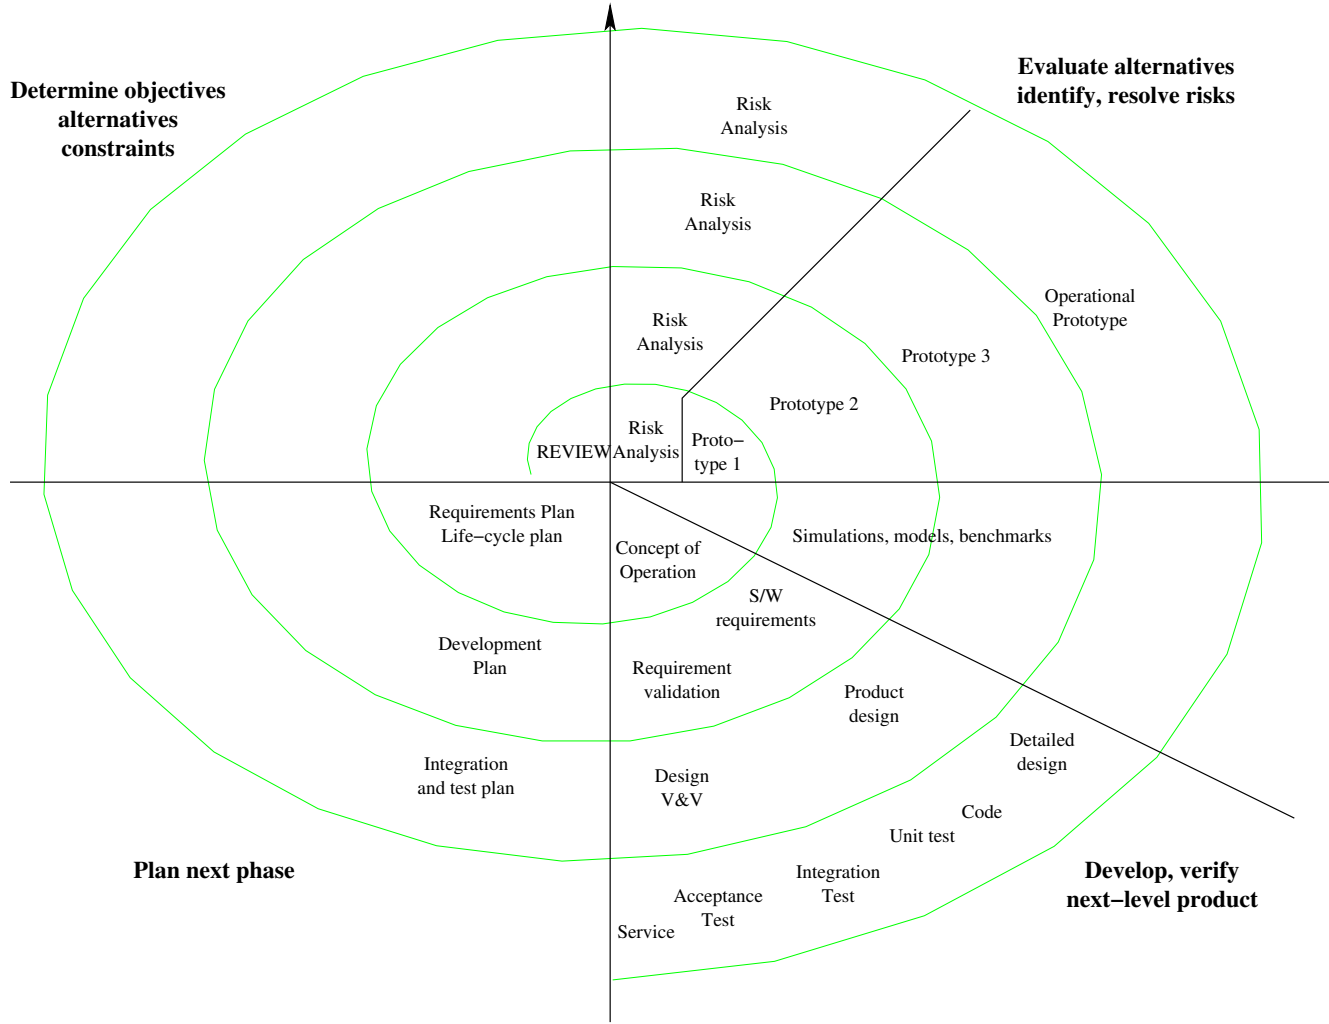 Determine objectives
alternatives
constraints
Evaluate alternatives
identify, resolve risks
Risk
Analysis
Risk
Analysis
Risk
Analysis
Risk
Analysis
REVIEW
Proto−
type 1
Prototype 2
Prototype 3
Operational
Prototype
Requirements Plan
Life−cycle plan
Concept of
Operation
Simulations, models, benchmarks
S/W
requirements
Development
Plan
Requirement
validation
Product
design
Detailed
design
Integration
and test plan
Design
V&V
Code
Unit test
Integration
Test
Acceptance
Test
Service
Plan next phase
Develop, verify
next−level product